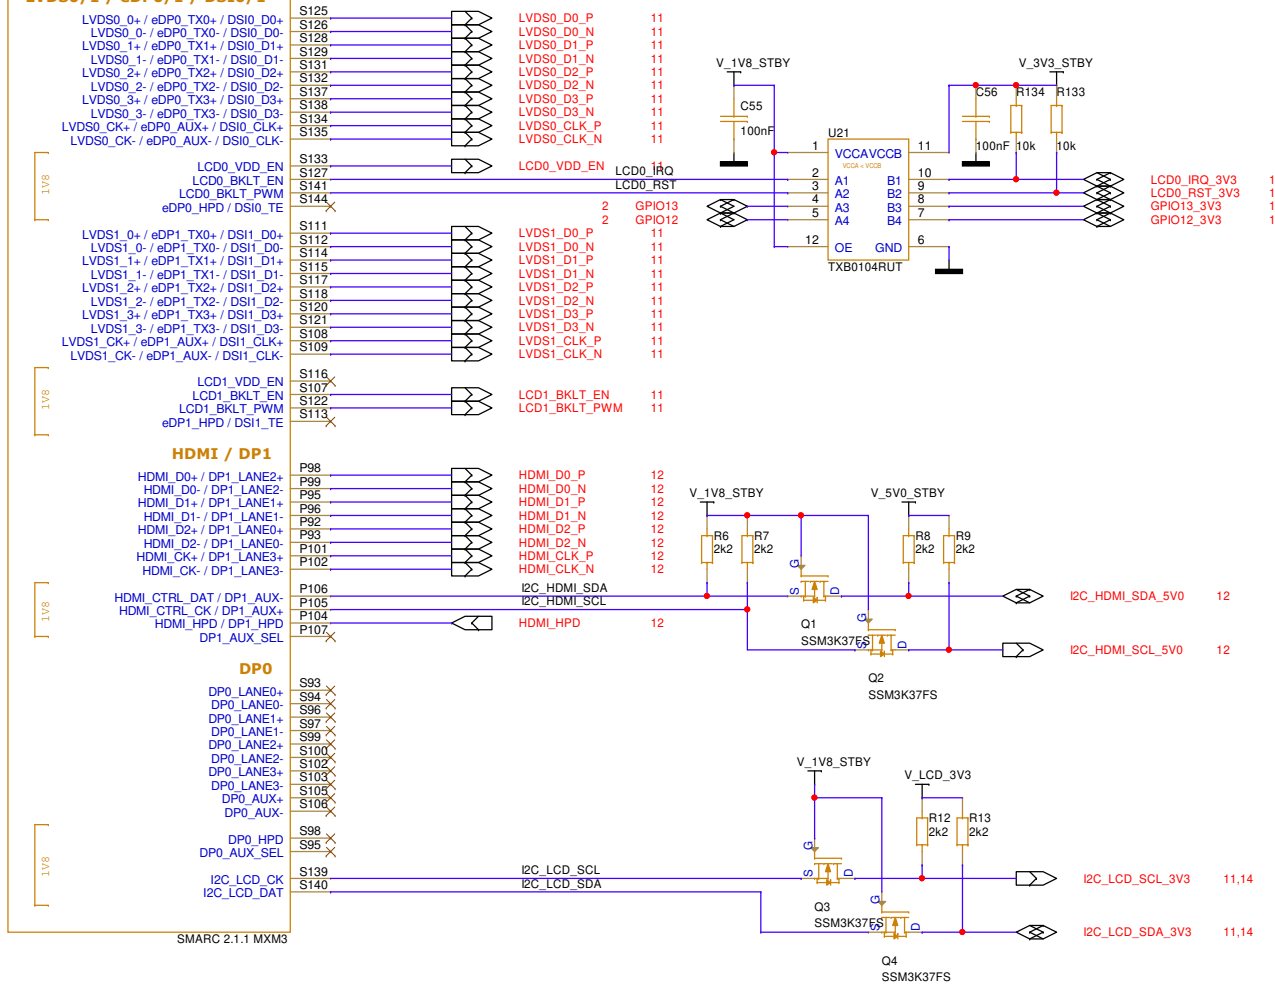 LVDS0/1 / eDP0/1 / DSI0/1
LVDS0_0+ / eDP0_TX0+ / DSI0_D0+ S125 LVDS0_D0_P 11
LVDS0_0- / eDP0_TX0- / DSI0_D0- S126 LVDS0_D0_N 11
LVDS0_1+ / eDP0_TX1+ / DSI0_D1+ S128 LVDS0_D1_P 11
LVDS0_1- / eDP0_TX1- / DSI0_D1- S129 LVDS0_D1_N 11
LVDS0_2+ / eDP0_TX2+ / DSI0_D2+ S131 LVDS0_D2_P 11
LVDS0_2- / eDP0_TX2- / DSI0_D2- S132 LVDS0_D2_N 11
LVDS0_3+ / eDP0_TX3+ / DSI0_D3+ S137 LVDS0_D3_P 11
LVDS0_3- / eDP0_TX3- / DSI0_D3- S138 LVDS0_D3_N 11
LVDS0_CK+ / eDP0_AUX+ / DSI0_CLK+ S134 LVDS0_CLK_P 11
LVDS0_CK- / eDP0_AUX- / DSI0_CLK- S135 LVDS0_CLK_N 11
1V8
LCD0_VDD_EN S133 LCD0_VDD_EN 11
LCD0_BKLT_EN S127 LCD0_IRQ
LCD0_BKLT_PWM S141 LCD0_RST
eDP0_HPD / DSI0_TE S144
2 GPIO13
2 GPIO12
V_1V8_STBY
C55
100nF
V_3V3_STBY
C56 R134 R133
100nF 10k 10k
U21
1 VCCA VCCB 11
VCCA < VCCB
2 A1 B1 10 LCD0_IRQ_3V3 1
3 A2 B2 9 LCD0_RST_3V3 1
4 A3 B3 8 GPIO13_3V3 1
5 A4 B4 7 GPIO12_3V3 1
12 OE GND 6
TXB0104RUT
LVDS1_0+ / eDP1_TX0+ / DSI1_D0+ S111 LVDS1_D0_P 11
LVDS1_0- / eDP1_TX0- / DSI1_D0- S112 LVDS1_D0_N 11
LVDS1_1+ / eDP1_TX1+ / DSI1_D1+ S114 LVDS1_D1_P 11
LVDS1_1- / eDP1_TX1- / DSI1_D1- S115 LVDS1_D1_N 11
LVDS1_2+ / eDP1_TX2+ / DSI1_D2+ S117 LVDS1_D2_P 11
LVDS1_2- / eDP1_TX2- / DSI1_D2- S118 LVDS1_D2_N 11
LVDS1_3+ / eDP1_TX3+ / DSI1_D3+ S120 LVDS1_D3_P 11
LVDS1_3- / eDP1_TX3- / DSI1_D3- S121 LVDS1_D3_N 11
LVDS1_CK+ / eDP1_AUX+ / DSI1_CLK+ S108 LVDS1_CLK_P 11
LVDS1_CK- / eDP1_AUX- / DSI1_CLK- S109 LVDS1_CLK_N 11
1V8
LCD1_VDD_EN S116
LCD1_BKLT_EN S107 LCD1_BKLT_EN 11
LCD1_BKLT_PWM S122 LCD1_BKLT_PWM 11
eDP1_HPD / DSI1_TE S113
HDMI / DP1
HDMI_D0+ / DP1_LANE2+ P98 HDMI_D0_P 12
HDMI_D0- / DP1_LANE2- P99 HDMI_D0_N 12
HDMI_D1+ / DP1_LANE1+ P95 HDMI_D1_P 12
HDMI_D1- / DP1_LANE1- P96 HDMI_D1_N 12
HDMI_D2+ / DP1_LANE0+ P92 HDMI_D2_P 12
HDMI_D2- / DP1_LANE0- P93 HDMI_D2_N 12
HDMI_CK+ / DP1_LANE3+ P101 HDMI_CLK_P 12
HDMI_CK- / DP1_LANE3- P102 HDMI_CLK_N 12
1V8
HDMI_CTRL_DAT / DP1_AUX- P106 I2C_HDMI_SDA
HDMI_CTRL_CK / DP1_AUX+ P105 I2C_HDMI_SCL
HDMI_HPD / DP1_HPD P104 HDMI_HPD 12
DP1_AUX_SEL P107
V_1V8_STBY V_5V0_STBY
R6 R7 R8 R9
2k2 2k2 2k2 2k2
G
S D I2C_HDMI_SDA_5V0 12
Q1
SSM3K37FS
G
S D I2C_HDMI_SCL_5V0 12
Q2
SSM3K37FS
DP0
DP0_LANE0+ S93
DP0_LANE0- S94
DP0_LANE1+ S96
DP0_LANE1- S97
DP0_LANE2+ S99
DP0_LANE2- S100
DP0_LANE3+ S102
DP0_LANE3- S103
DP0_AUX+ S105
DP0_AUX- S106
1V8
DP0_HPD S98
DP0_AUX_SEL S95
I2C_LCD_CK S139 I2C_LCD_SCL
I2C_LCD_DAT S140 I2C_LCD_SDA
V_1V8_STBY V_LCD_3V3
R12 R13
2k2 2k2
G
S D I2C_LCD_SCL_3V3 11,14
Q3
SSM3K37FS
G
S D I2C_LCD_SDA_3V3 11,14
Q4
SSM3K37FS
SMARC 2.1.1 MXM3